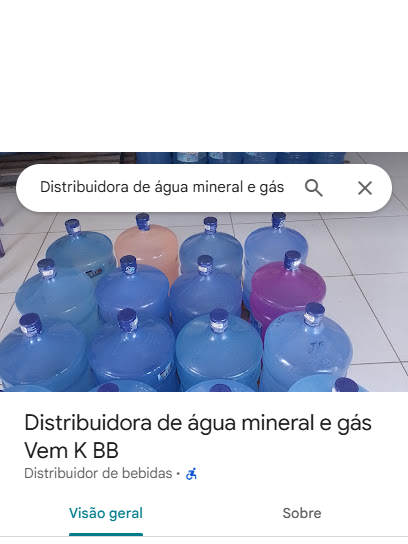 Distribuidora de água mineral e gás
Distribuidora de água mineral e gás
Vem K BB
Distribuidor de bebidas ·
Visão geral
Sobre